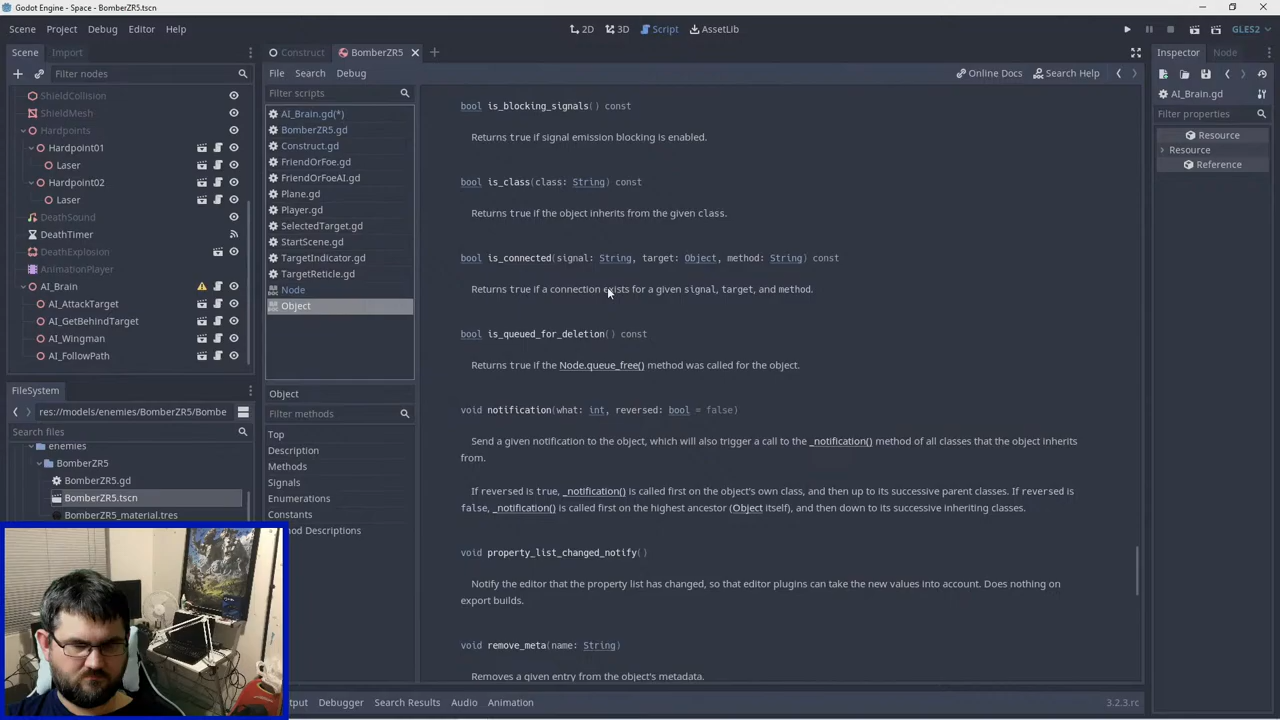 Godot Engine - Space - BomberZR5.tscn
Scene Project Debug Editor Help
2D 3D Script AssetLib
GLES2
Scene Import
Filter nodes
ShieldCollision
ShieldMesh
Hardpoints
Hardpoint01
Laser
Hardpoint02
Laser
DeathSound
DeathTimer
DeathExplosion
AnimationPlayer
AI_Brain
AI_AttackTarget
AI_GetBehindTarget
AI_Wingman
AI_FollowPath
FileSystem
res://models/enemies/BomberZR5/Bombe
Search files
enemies
BomberZR5
BomberZR5.gd
BomberZR5.tscn
BomberZR5_material.tres
Construct BomberZR5
File Search Debug
Online Docs Search Help
Filter scripts
AI_Brain.gd(*)
BomberZR5.gd
Construct.gd
FriendOrFoe.gd
FriendOrFoeAI.gd
Plane.gd
Player.gd
SelectedTarget.gd
StartScene.gd
TargetIndicator.gd
TargetReticle.gd
Node
Object
Object
Filter methods
Top
Description
Methods
Signals
Enumerations
Constants
thod Descriptions
bool is_blocking_signals() const
Returns true if signal emission blocking is enabled.
bool is_class(class: String) const
Returns true if the object inherits from the given class.
bool is_connected(signal: String, target: Object, method: String) const
Returns true if a connection exists for a given signal, target, and method.
bool is_queued_for_deletion() const
Returns true if the Node.queue_free() method was called for the object.
void notification(what: int, reversed: bool = false)
Send a given notification to the object, which will also trigger a call to the _notification() method of all classes that the object inherits
from.
If reversed is true, _notification() is called first on the object's own class, and then up to its successive parent classes. If reversed is
false, _notification() is called first on the highest ancestor (Object itself), and then down to its successive inheriting classes.
void property_list_changed_notify()
Notify the editor that the property list has changed, so that editor plugins can take the new values into account. Does nothing on
export builds.
void remove_meta(name: String)
Removes a given entry from the object's metadata.
tput Debugger Search Results Audio Animation
3.2.3.rc
Inspector Node
AI_Brain.gd
Filter properties
Resource
Resource
Reference